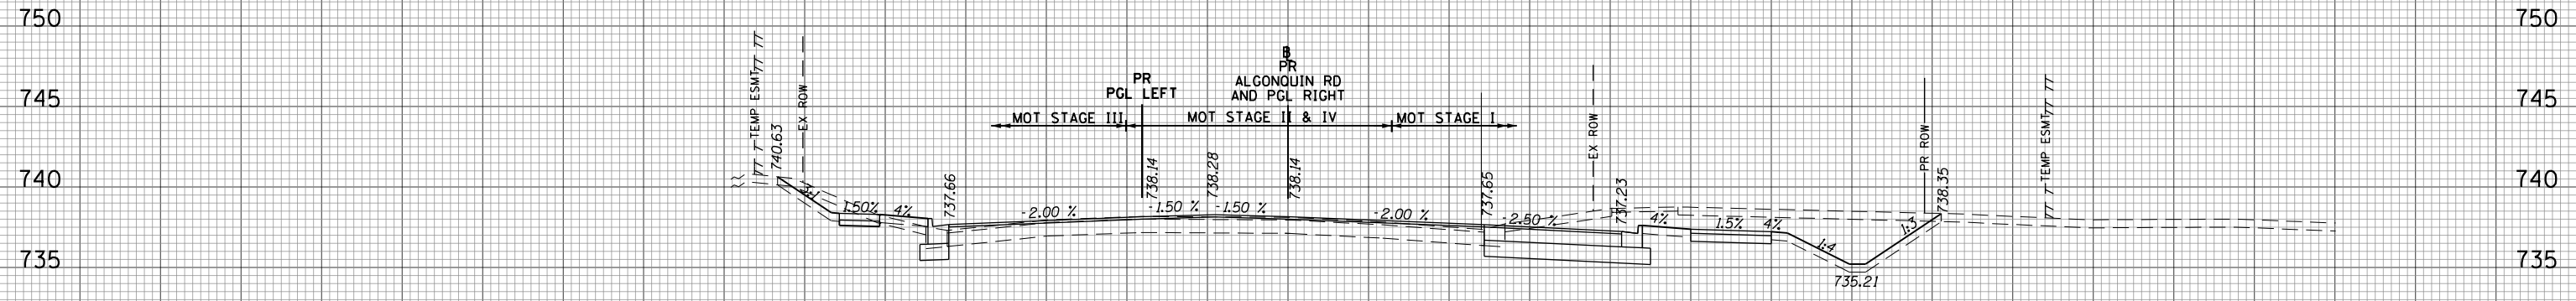 750
750
745
745
740
740
735
735
TEMP ESMT
740.63
EX ROW
1:1
1.50%
4%
737.66
MOT STAGE III
-2.00 %
PR
PGL LEFT
738.14
-1.50 %
738.28
-1.50 %
MOT STAGE II & IV
PR
ALGONQUIN RD
AND PGL RIGHT
738.14
-2.00 %
MOT STAGE I
737.65
-2.50 %
EX ROW
737.23
4%
1.5%
4%
1:4
735.21
1:3
PR ROW
738.35
TEMP ESMT